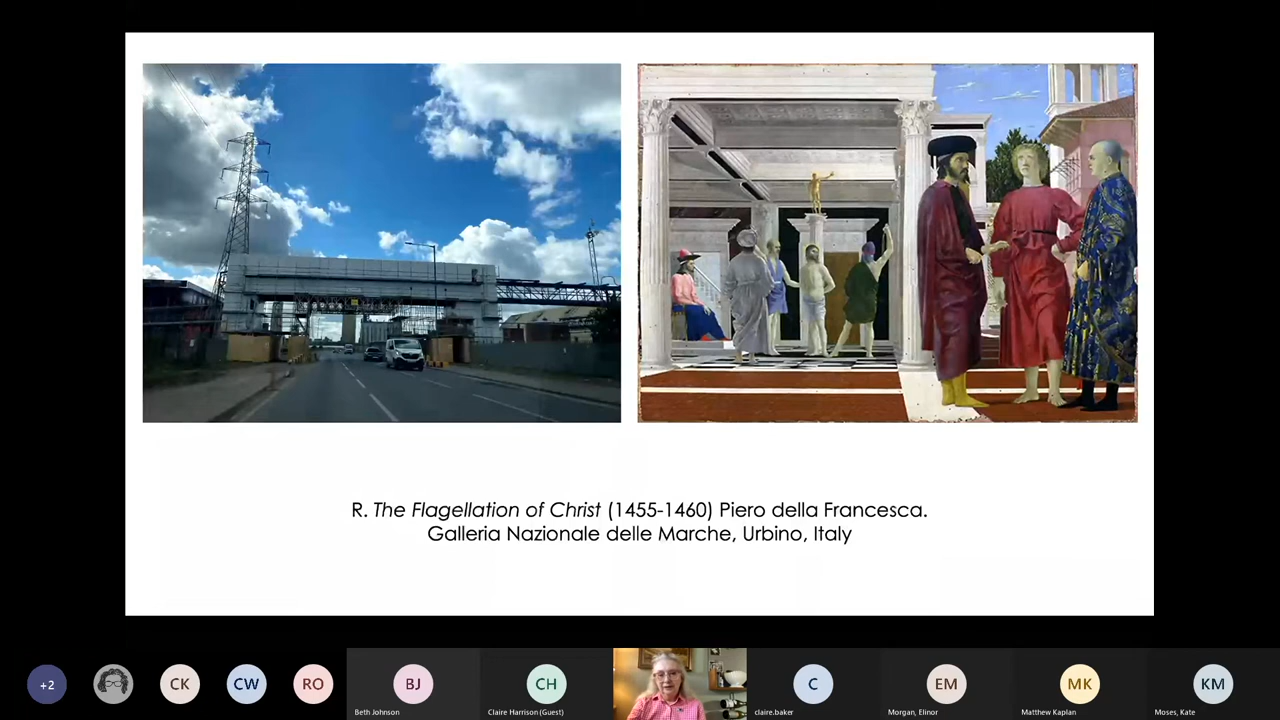 R. The Flagellation of Christ (1455-1460) Piero della Francesca.
Galleria Nazionale delle Marche, Urbino, Italy
+2
CK
CW
RO
BJ
Beth Johnson
CH
Claire Harrison (Guest)
C
claire.baker
EM
Morgan, Elinor
MK
Matthew Kaplan
KM
Moses, Kate